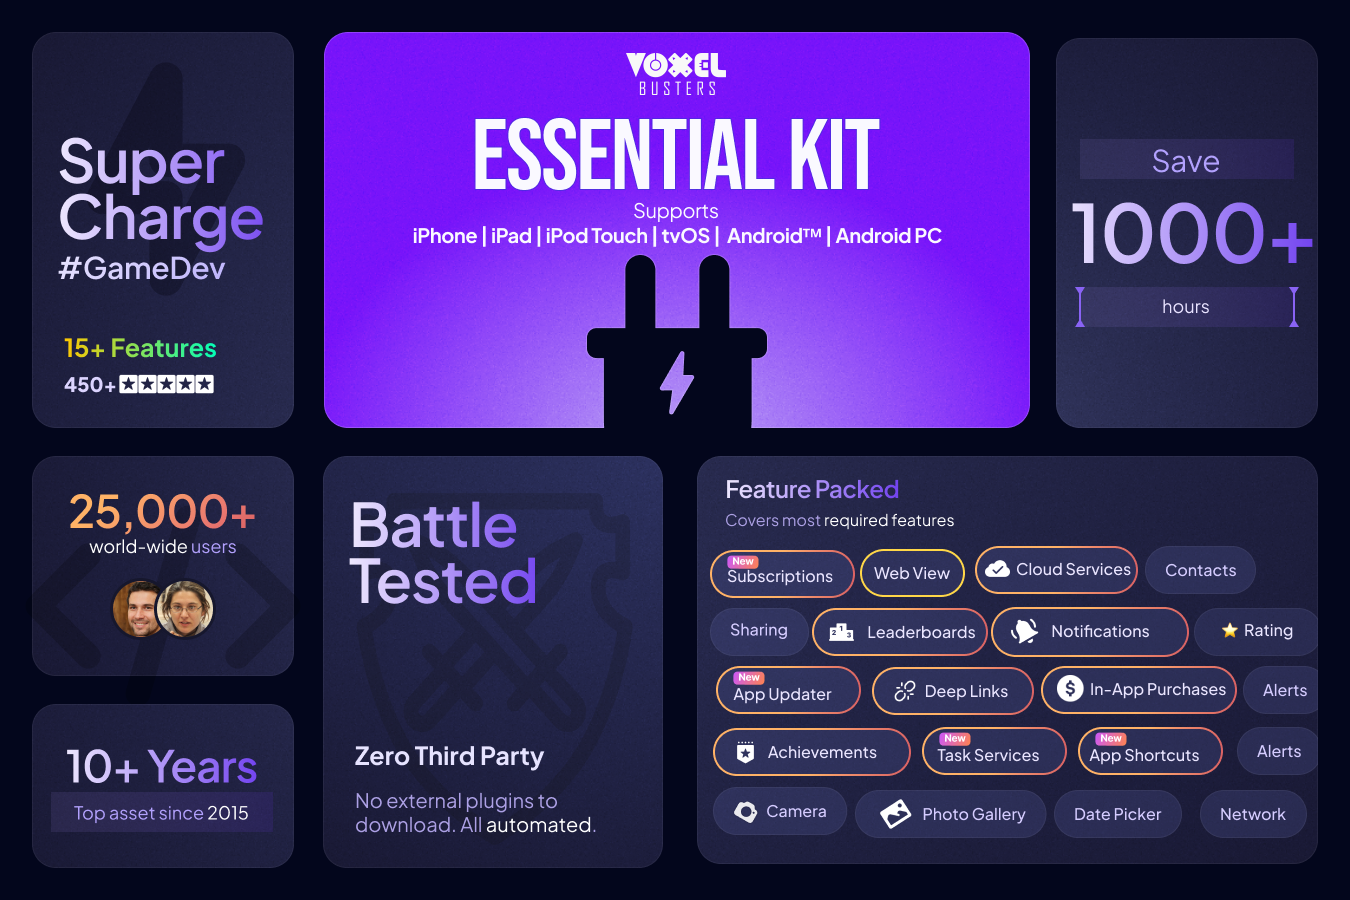 Super
Charge
#GameDev
15+ Features
450+
VOXEL
BUSTERS
ESSENTIAL KIT
Supports
iPhone | iPad | iPod Touch | tvOS | Android™ | Android PC
Save
1000+
hours
25,000+
world-wide users
10+ Years
Top asset since 2015
Battle
Tested
Zero Third Party
No external plugins to
download. All automated.
Feature Packed
Covers most required features
New
Subscriptions
Web View
Cloud Services
Contacts
Sharing
2 1 3
Leaderboards
Notifications
Rating
New
App Updater
Deep Links
$
In-App Purchases
Alerts
Achievements
New
Task Services
New
App Shortcuts
Alerts
Camera
Photo Gallery
Date Picker
Network